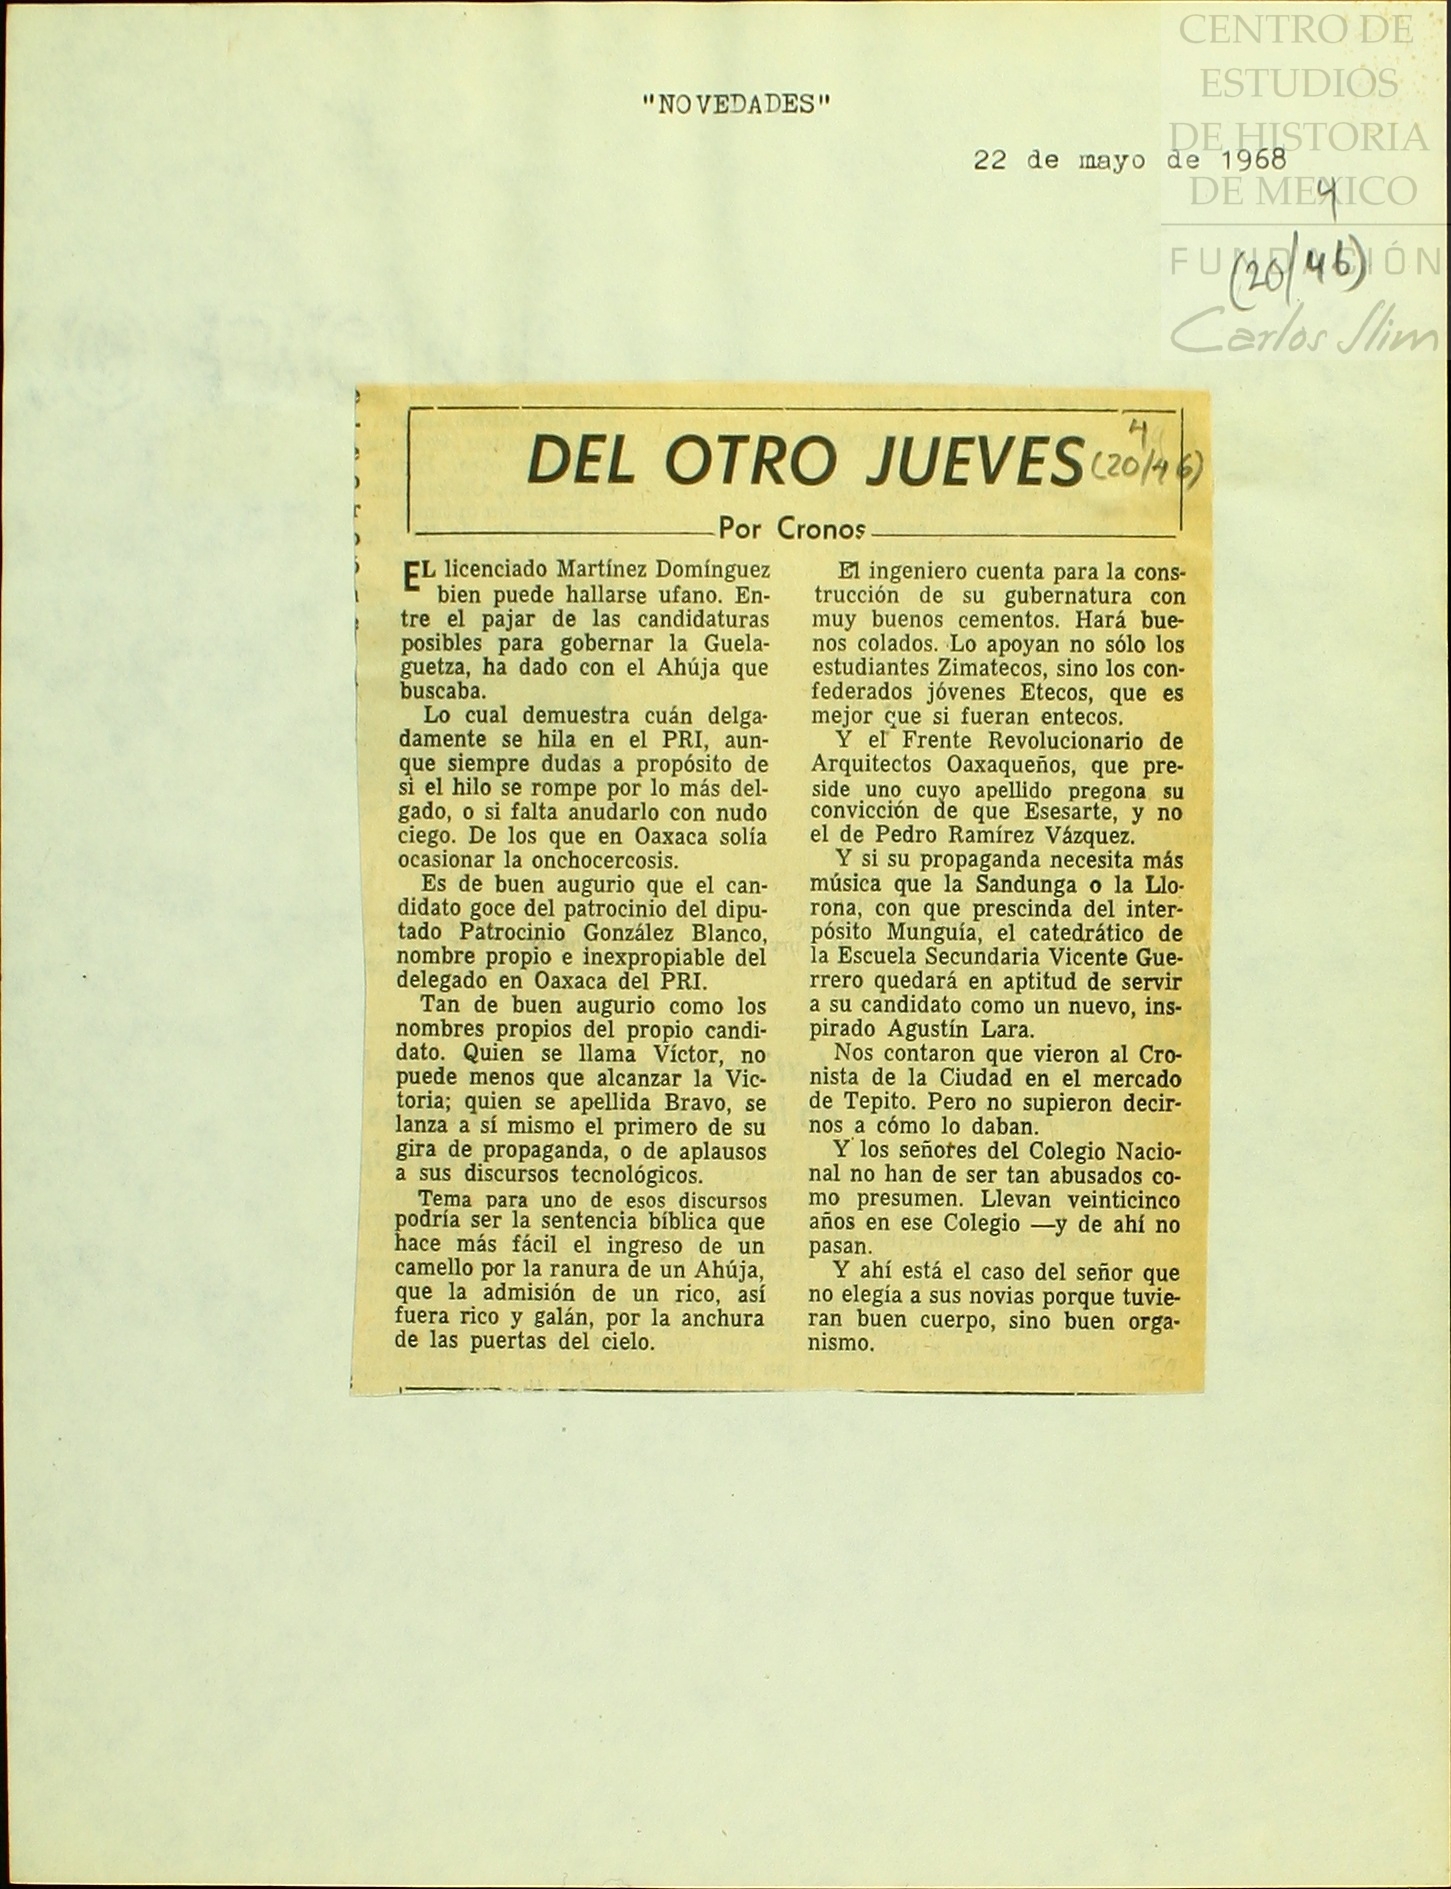 CENTRO DE
ESTUDIOS
DE HISTORIA
DE MEXICO
FUNDACIÓN
Carlos Slim
"NOVEDADES"
22 de mayo de 1968
4
(20/46)
DEL OTRO JUEVES
4
(20/46)
Por Cronos
EL licenciado Martínez Domínguez
bien puede hallarse ufano. En-
tre el pajar de las candidaturas
posibles para gobernar la Guela-
guetza, ha dado con el Ahúja que
buscaba.
Lo cual demuestra cuán delga-
damente se hila en el PRI, aun-
que siempre dudas a propósito de
si el hilo se rompe por lo más del-
gado, o si falta anudarlo con nudo
ciego. De los que en Oaxaca solía
ocasionar la onchocercosis.
Es de buen augurio que el can-
didato goce del patrocinio del dipu-
tado Patrocinio González Blanco,
nombre propio e inexpropiable del
delegado en Oaxaca del PRI.
Tan de buen augurio como los
nombres propios del propio candi-
dato. Quien se llama Víctor, no
puede menos que alcanzar la Vic-
toria; quien se apellida Bravo, se
lanza a sí mismo el primero de su
gira de propaganda, o de aplausos
a sus discursos tecnológicos.
Tema para uno de esos discursos
podría ser la sentencia bíblica que
hace más fácil el ingreso de un
camello por la ranura de un Ahúja,
que la admisión de un rico, así
fuera rico y galán, por la anchura
de las puertas del cielo.
El ingeniero cuenta para la cons-
trucción de su gubernatura con
muy buenos cementos. Hará bue-
nos colados. Lo apoyan no sólo los
estudiantes Zimatecos, sino los con-
federados jóvenes Etecos, que es
mejor que si fueran entecos.
Y el Frente Revolucionario de
Arquitectos Oaxaqueños, que pre-
side uno cuyo apellido pregona su
convicción de que Esesarte, y no
el de Pedro Ramírez Vázquez.
Y si su propaganda necesita más
música que la Sandunga o la Llo-
rona, con que prescinda del inter-
pósito Munguía, el catedrático de
la Escuela Secundaria Vicente Gue-
rrero quedará en aptitud de servir
a su candidato como un nuevo, ins-
pirado Agustín Lara.
Nos contaron que vieron al Cro-
nista de la Ciudad en el mercado
de Tepito. Pero no supieron decir-
nos a cómo lo daban.
Y los señores del Colegio Nacio-
nal no han de ser tan abusados co-
mo presumen. Llevan veinticinco
años en ese Colegio —y de ahí no
pasan.
Y ahí está el caso del señor que
no elegía a sus novias porque tuvie-
ran buen cuerpo, sino buen orga-
nismo.